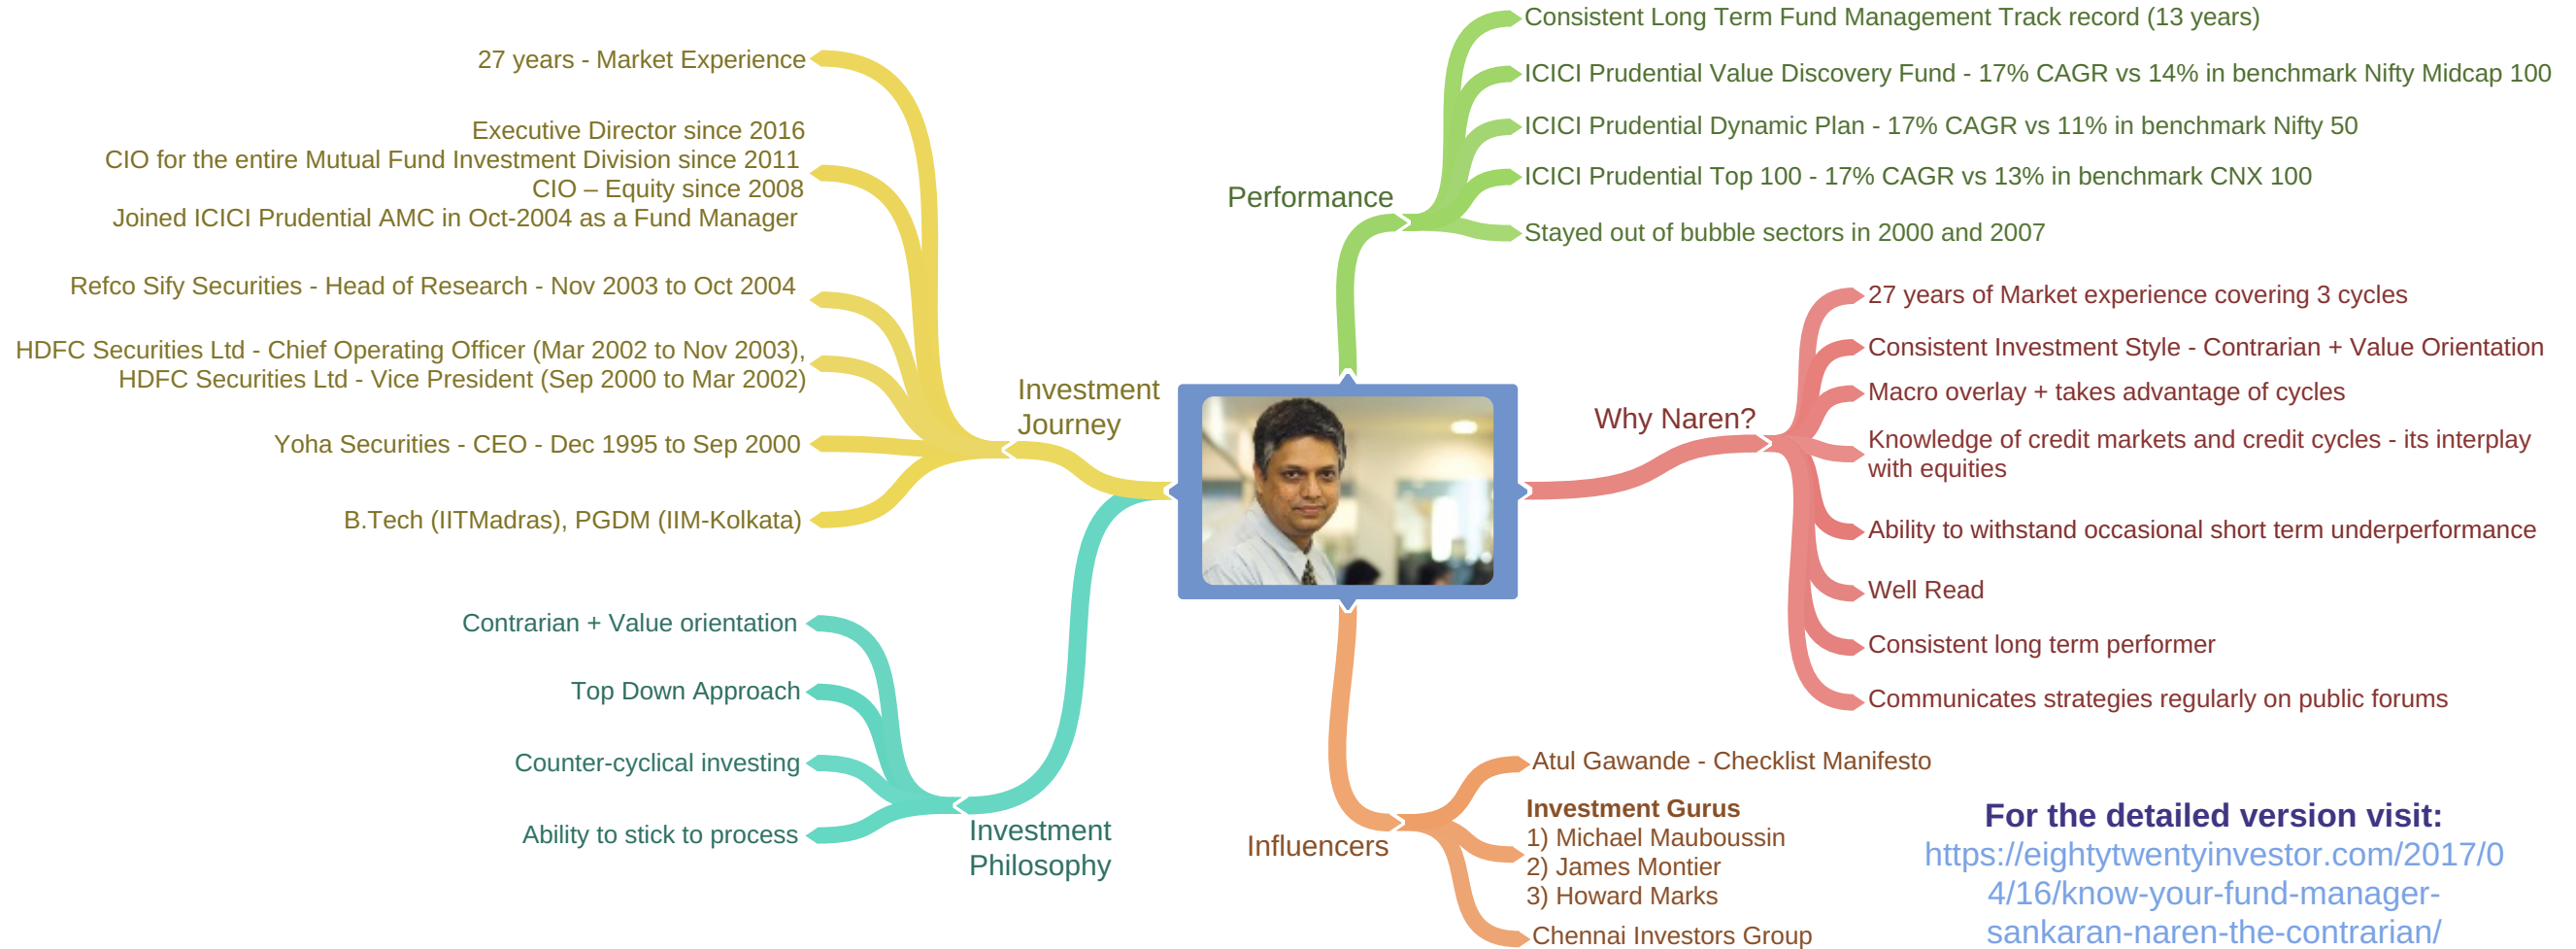 Performance
Consistent Long Term Fund Management Track record (13 years)
ICICI Prudential Value Discovery Fund - 17% CAGR vs 14% in benchmark Nifty Midcap 100
ICICI Prudential Dynamic Plan - 17% CAGR vs 11% in benchmark Nifty 50
ICICI Prudential Top 100 - 17% CAGR vs 13% in benchmark CNX 100
Stayed out of bubble sectors in 2000 and 2007
Why Naren?
27 years of Market experience covering 3 cycles
Consistent Investment Style - Contrarian + Value Orientation
Macro overlay + takes advantage of cycles
Knowledge of credit markets and credit cycles - its interplay
with equities
Ability to withstand occasional short term underperformance
Well Read
Consistent long term performer
Communicates strategies regularly on public forums
Influencers
Atul Gawande - Checklist Manifesto
Investment Gurus
1) Michael Mauboussin
2) James Montier
3) Howard Marks
Chennai Investors Group
Investment
Journey
27 years - Market Experience
Executive Director since 2016
CIO for the entire Mutual Fund Investment Division since 2011
CIO – Equity since 2008
Joined ICICI Prudential AMC in Oct-2004 as a Fund Manager
Refco Sify Securities - Head of Research - Nov 2003 to Oct 2004
HDFC Securities Ltd - Chief Operating Officer (Mar 2002 to Nov 2003),
HDFC Securities Ltd - Vice President (Sep 2000 to Mar 2002)
Yoha Securities - CEO - Dec 1995 to Sep 2000
B.Tech (IITMadras), PGDM (IIM-Kolkata)
Investment
Philosophy
Contrarian + Value orientation
Top Down Approach
Counter-cyclical investing
Ability to stick to process
For the detailed version visit:
https://eightytwentyinvestor.com/2017/0
4/16/know-your-fund-manager-
sankaran-naren-the-contrarian/